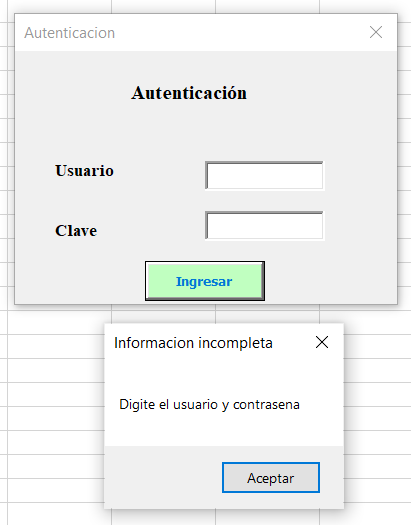 Autenticacion
Autenticación
Usuario
Clave
Ingresar
Informacion incompleta
Digite el usuario y contrasena
Aceptar